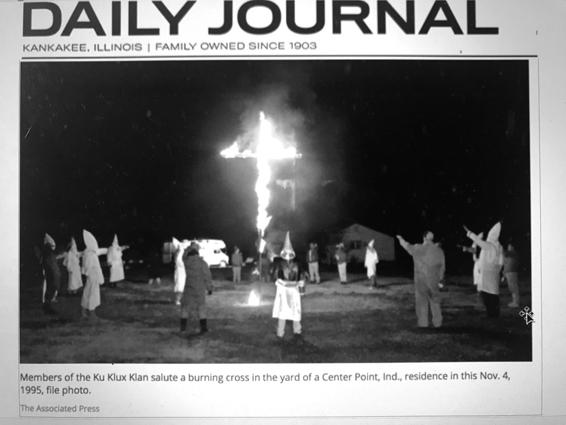 DAILY JOURNAL
KANKAKEE, ILLINOIS | FAMILY OWNED SINCE 1903
Members of the Ku Klux Klan salute a burning cross in the yard of a Center Point, Ind., residence in this Nov. 4,
1995, file photo.
The Associated Press